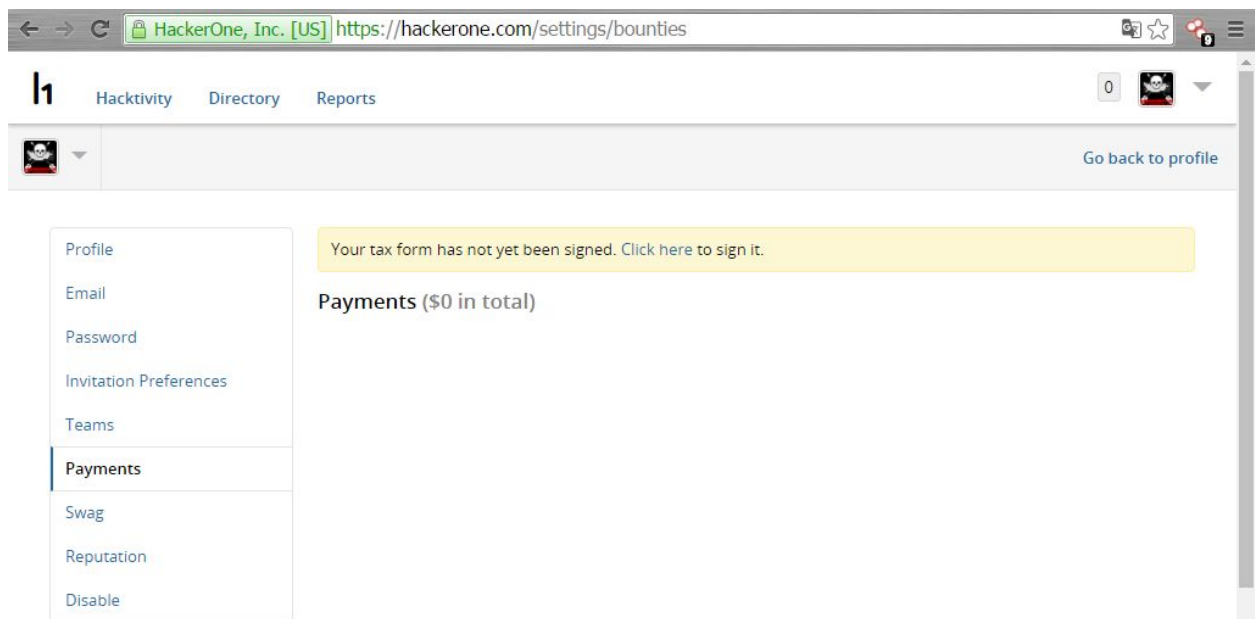 HackerOne, Inc. [US] https://hackerone.com/settings/bounties
9
h1 Hacktivity Directory Reports 0
Go back to profile
Profile
Email
Password
Invitation Preferences
Teams
Payments
Swag
Reputation
Disable
Your tax form has not yet been signed. Click here to sign it.
Payments ($0 in total)